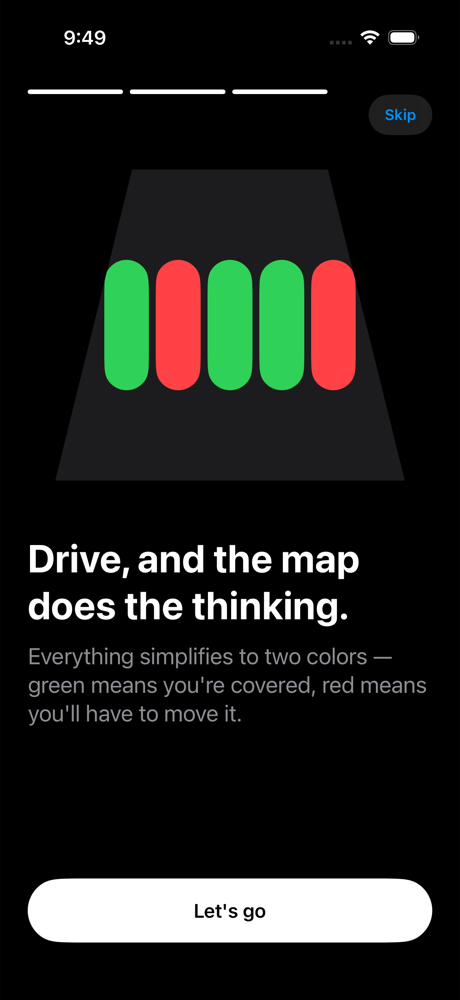 9:49
Skip
Drive, and the map
does the thinking.
Everything simplifies to two colors —
green means you're covered, red means
you'll have to move it.
Let's go